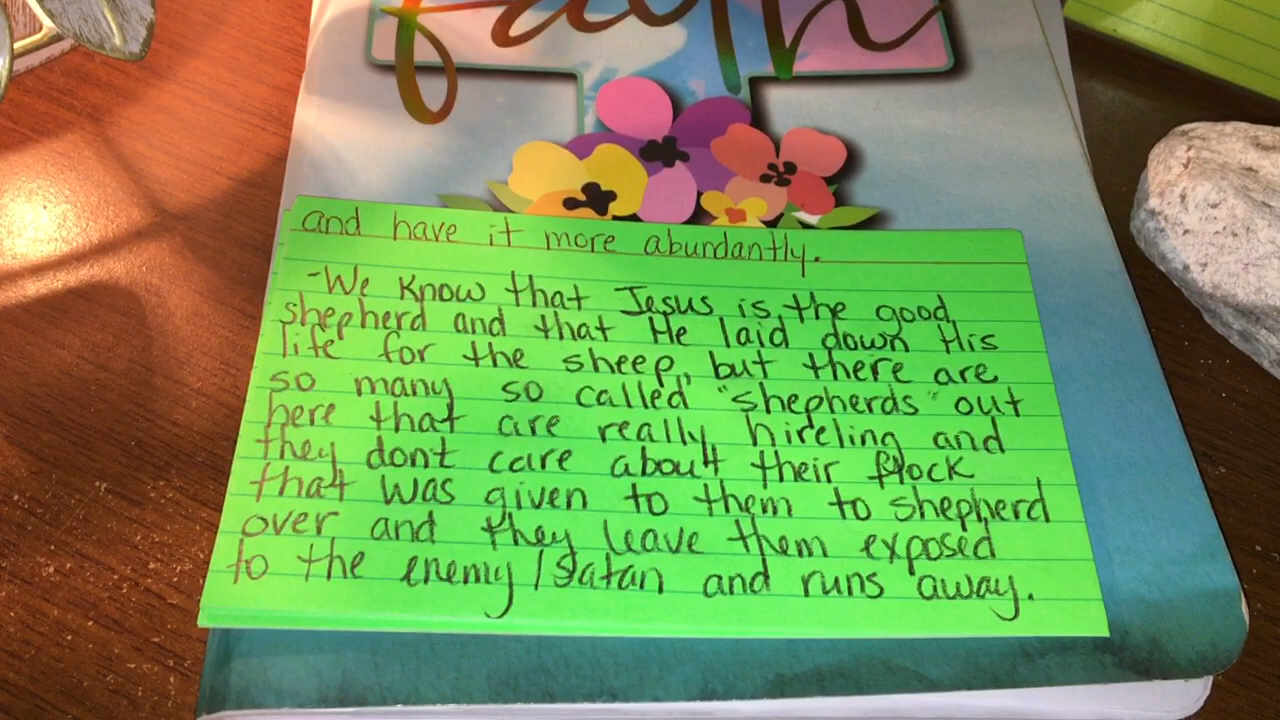 faith
and have it more abundantly.
-We Know that Jesus is the good
shepherd and that He laid down His
life for the sheep, but there are
so many so called "shepherds" out
here that are really hireling and
they dont care about their flock
that was given to them to shepherd
over and they leave them exposed
to the enemy/Satan and runs away.